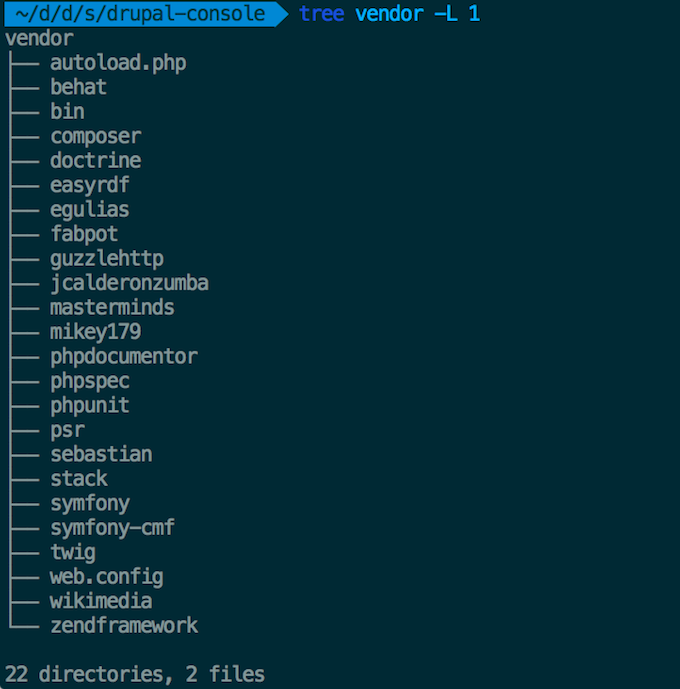 ~/d/d/s/drupal-console tree vendor -L 1
vendor
├── autoload.php
├── behat
├── bin
├── composer
├── doctrine
├── easyrdf
├── egulias
├── fabpot
├── guzzlehttp
├── jcalderonzumba
├── masterminds
├── mikey179
├── phpdocumentor
├── phpspec
├── phpunit
├── psr
├── sebastian
├── stack
├── symfony
├── symfony-cmf
├── twig
├── web.config
├── wikimedia
└── zendframework
22 directories, 2 files